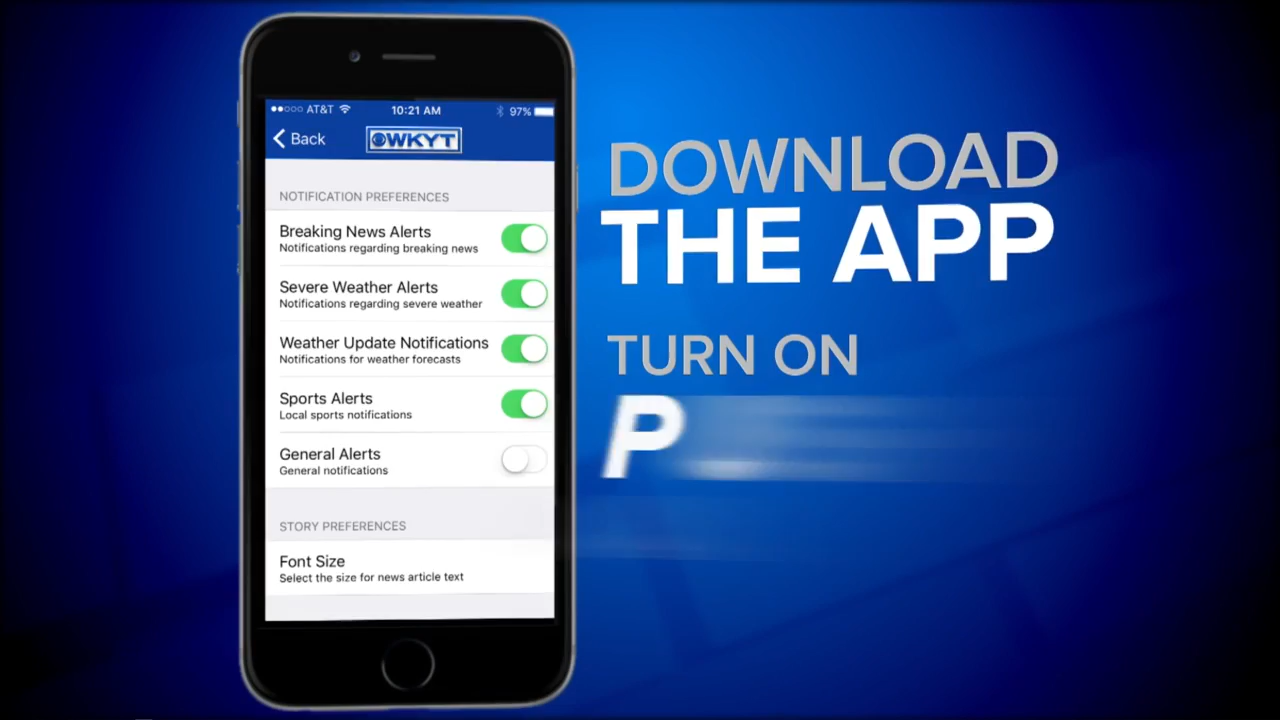 AT&T 10:21 AM 97%
Back WKYT
NOTIFICATION PREFERENCES
Breaking News Alerts
Notifications regarding breaking news
Severe Weather Alerts
Notifications regarding severe weather
Weather Update Notifications
Notifications for weather forecasts
Sports Alerts
Local sports notifications
General Alerts
General notifications
STORY PREFERENCES
Font Size
Select the size for news article text
DOWNLOAD
THE APP
TURN ON
P